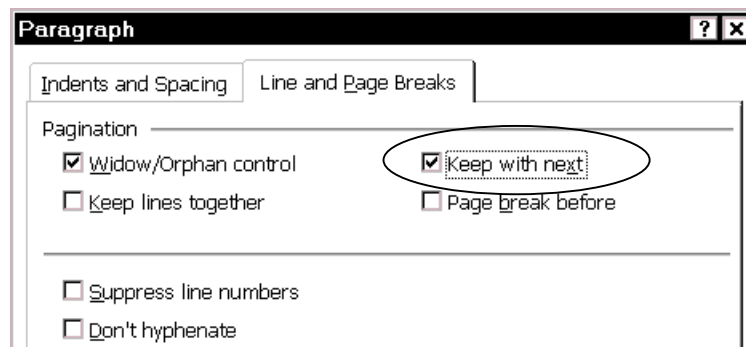 Paragraph ? ×
Indents and Spacing Line and Page Breaks
Pagination
Widow/Orphan control Keep with next
Keep lines together Page break before
Suppress line numbers
Don't hyphenate